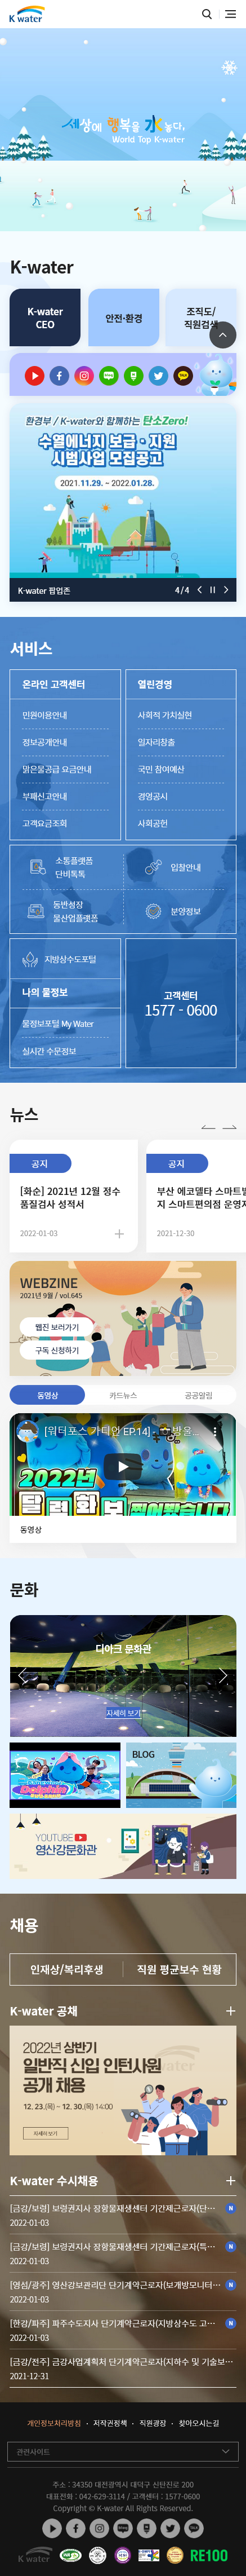 K water
세상에 행복을 水 놓다,
World Top K-water
K-water
K-water
CEO
안전·환경
조직도/
직원검색
환경부 / K-water와 함께하는 탄소Zero!
수열에너지 보급·지원
시범사업 모집공고
2021.11.29. ~ 2022.01.28.
K-water 팝업존
4 / 4
서비스
온라인 고객센터
민원이용안내
정보공개안내
맑은물공급 요금안내
부패신고안내
고객요금조회
열린경영
사회적 가치실현
일자리창출
국민 참여예산
경영공시
사회공헌
소통플랫폼
단비톡톡
입찰안내
동반성장
물산업플랫폼
분양정보
지방상수도포털
나의 물정보
물정보포털 My Water
실시간 수문정보
고객센터
1577 - 0600
뉴스
공지
[화순] 2021년 12월 정수
품질검사 성적서
2022-01-03
공지
부산 에코델타 스마트빌
지 스마트편의점 운영자
2021-12-30
WEBZINE
2021년 9월 / vol.645
웹진 보러가기
구독 신청하기
동영상
카드뉴스
공공알림
[워터포스 가디언 EP.14]
2022년
동영상
문화
디아크 문화관
자세히 보기
BLOG
YOUTUBE
영산강문화관
채용
인재상/복리후생
직원 평균보수 현황
K-water 공채
2022년 상반기
일반직 신입 인턴사원
공개 채용
12. 23.(목) ~ 12. 30.(목) 14:00
자세히 보기
K-water 수시채용
[금강/보령] 보령권지사 장항물재생센터 기간제근로자(단…
N
2022-01-03
[금강/보령] 보령권지사 장항물재생센터 기간제근로자(특…
N
2022-01-03
[영섬/광주] 영산강보관리단 단기계약근로자(보개방모니터…
N
2022-01-03
[한강/파주] 파주수도지사 단기계약근로자(지방상수도 고…
N
2022-01-03
[금강/전주] 금강사업계획처 단기계약근로자(지하수 및 기술보…
2021-12-31
개인정보처리방침 · 저작권정책 · 직원광장 · 찾아오시는길
관련사이트
주소 : 34350 대전광역시 대덕구 신탄진로 200
대표전화 : 042-629-3114 / 고객센터 : 1577-0600
Copyright © K-water All Rights Reserved.
K water
RE100